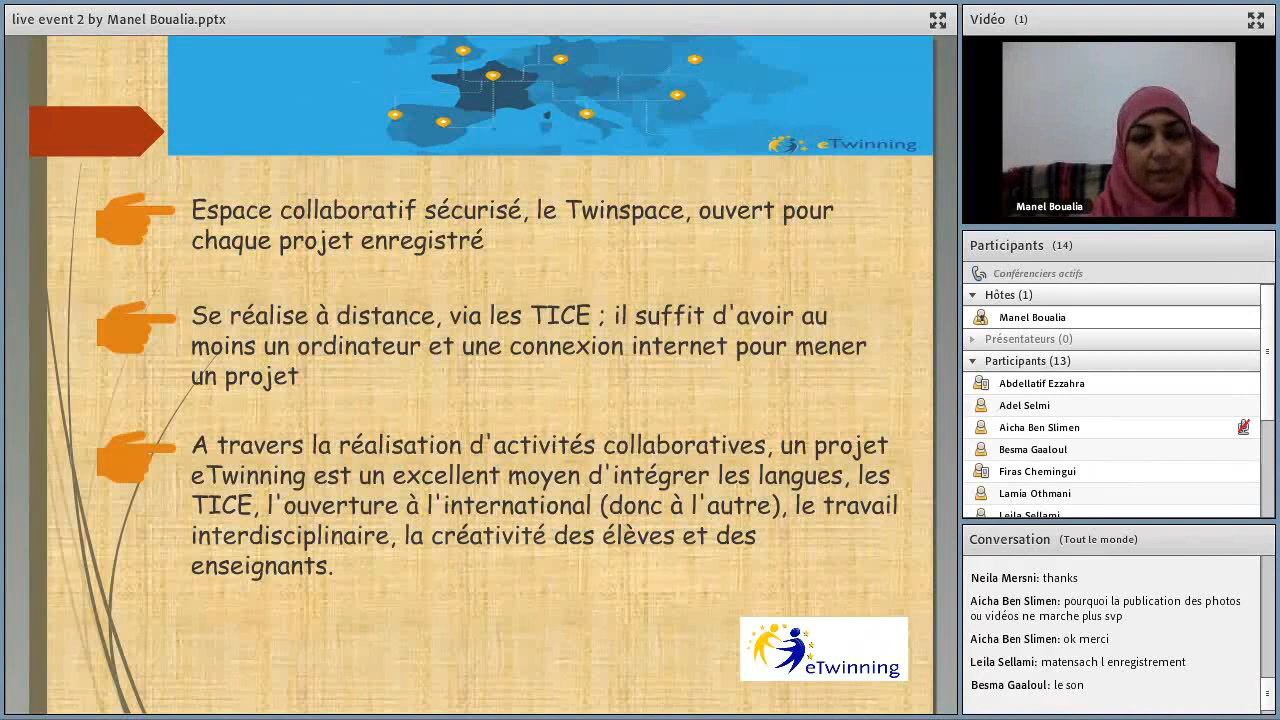 live event 2 by Manel Boualia.pptx
eTwinning
Espace collaboratif sécurisé, le Twinspace, ouvert pour
chaque projet enregistré
Se réalise à distance, via les TICE ; il suffit d'avoir au
moins un ordinateur et une connexion internet pour mener
un projet
A travers la réalisation d'activités collaboratives, un projet
eTwinning est un excellent moyen d'intégrer les langues, les
TICE, l'ouverture à l'international (donc à l'autre), le travail
interdisciplinaire, la créativité des élèves et des
enseignants.
eTwinning
Vidéo (1)
Manel Boualia
Participants (14)
Conférenciers actifs
Hôtes (1)
Manel Boualia
Présentateurs (0)
Participants (13)
Abdellatif Ezzahra
Adel Selmi
Aicha Ben Slimen
Besma Gaaloul
Firas Chemingui
Lamia Othmani
Leila Sellami
Conversation (Tout le monde)
Neila Mersni: thanks
Aicha Ben Slimen: pourquoi la publication des photos
ou vidéos ne marche plus svp
Aicha Ben Slimen: ok merci
Leila Sellami: matensach l enregistrement
Besma Gaaloul: le son